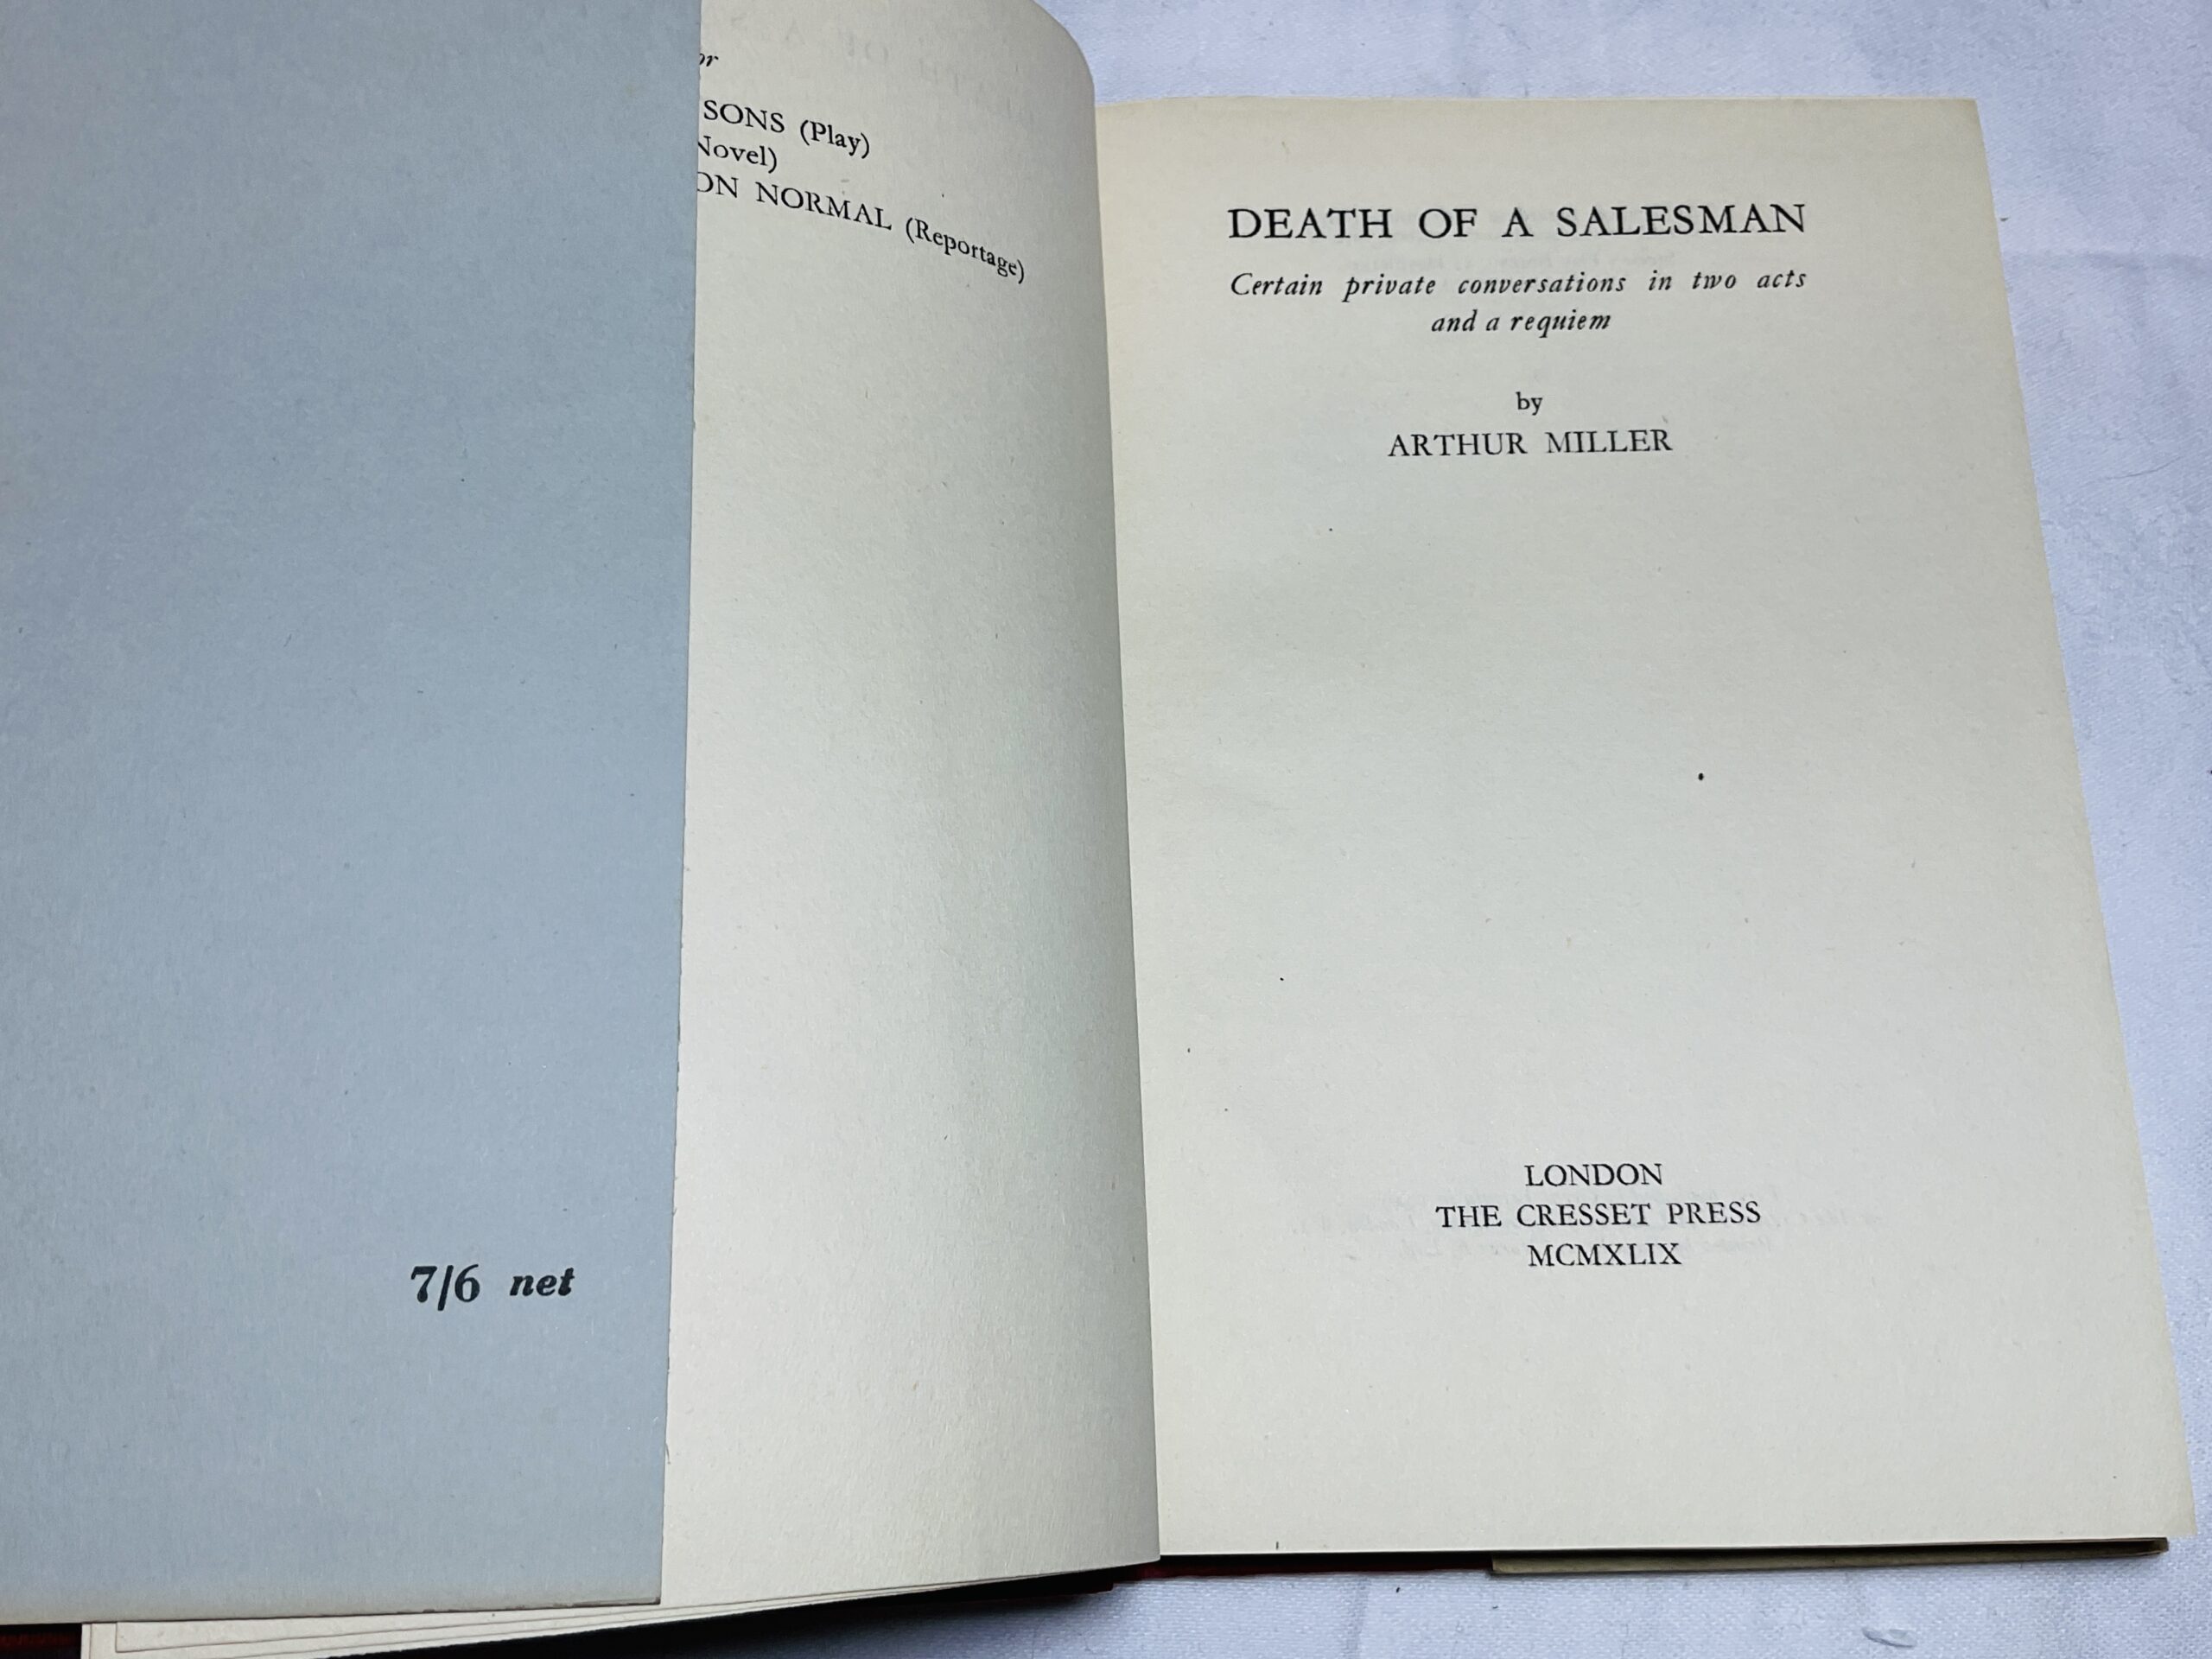 SONS (Play)
Novel)
ON NORMAL (Reportage)
7/6 net
DEATH OF A SALESMAN
Certain private conversations in two acts
and a requiem
by
ARTHUR MILLER
LONDON
THE CRESSET PRESS
MCMXLIX